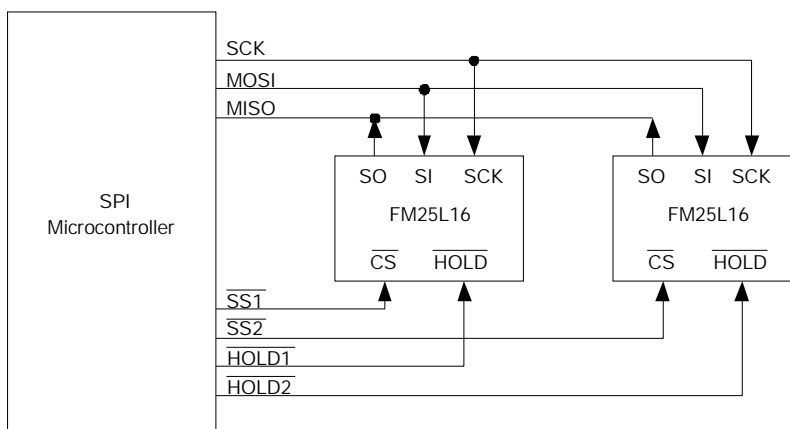 SCK
MOSI
MISO
SO SI SCK
FM25L16
CS HOLD
SO SI SCK
FM25L16
CS HOLD
SPI
Microcontroller
SS1
SS2
HOLD1
HOLD2